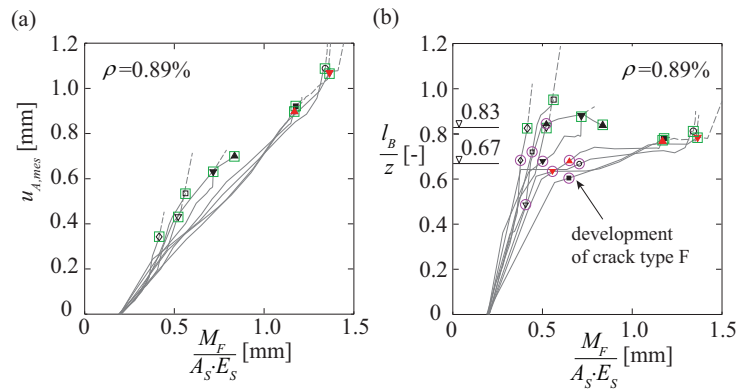 (a)
1.2
1.0
0.8
0.6
0.4
0.2
0
ρ=0.89%
u_{A,mes} [mm]
0 0.5 1.0 1.5
M_F / A_S·E_S [mm]
(b)
1.2
1.0
0.8
0.6
0.4
0.2
0
ρ=0.89%
0.83
0.67
l_B / z [-]
development
of crack type F
0 0.5 1.0 1.5
M_F / A_S·E_S [mm]